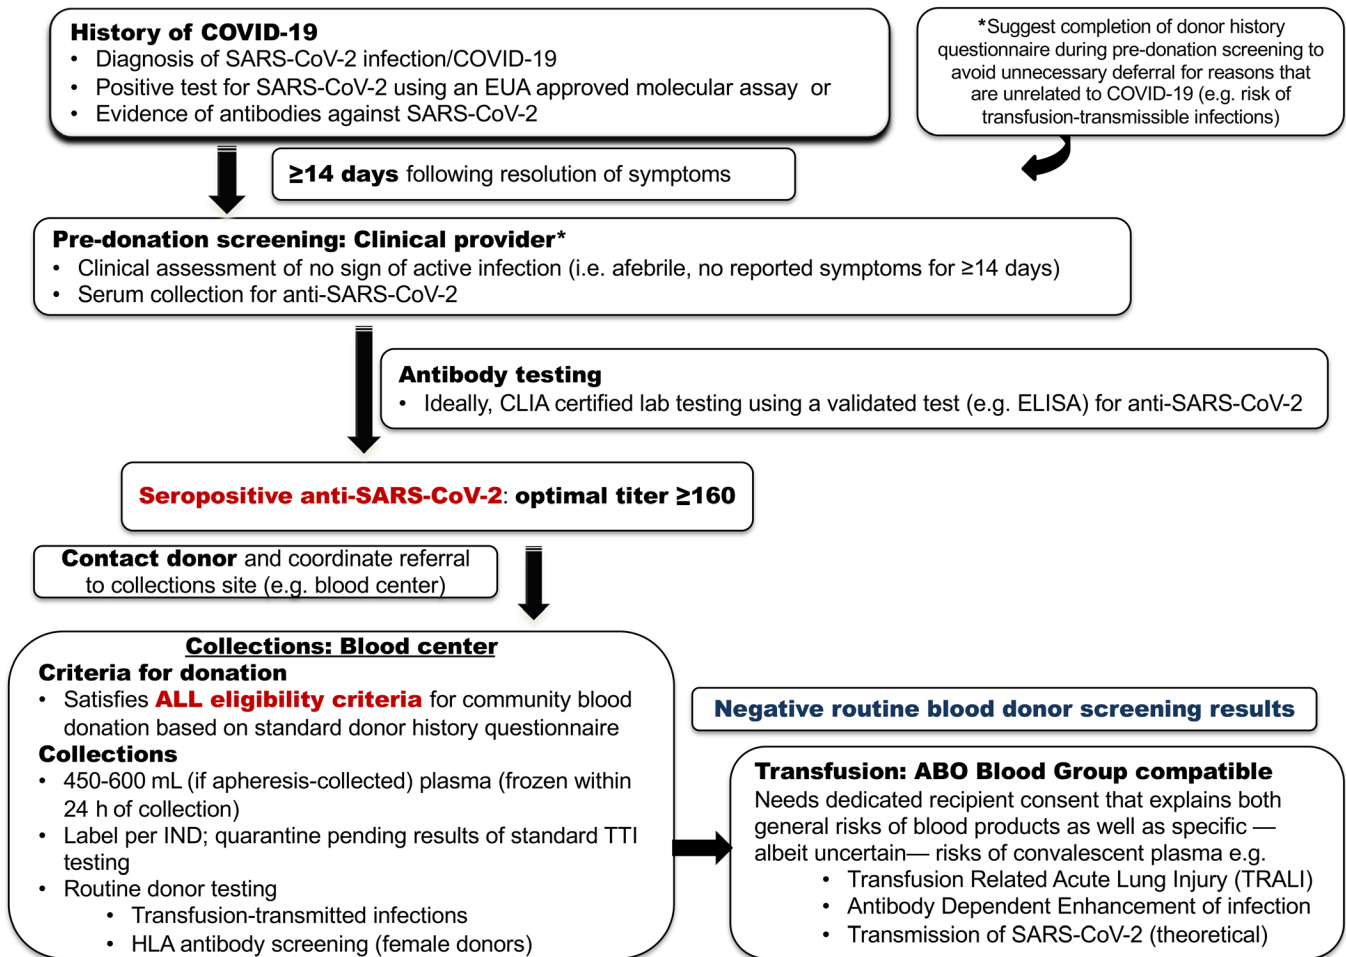 History of COVID-19
• Diagnosis of SARS-CoV-2 infection/COVID-19
• Positive test for SARS-CoV-2 using an EUA approved molecular assay or
• Evidence of antibodies against SARS-CoV-2
*Suggest completion of donor history
questionnaire during pre-donation screening to
avoid unnecessary deferral for reasons that
are unrelated to COVID-19 (e.g. risk of
transfusion-transmissible infections)
≥14 days following resolution of symptoms
Pre-donation screening: Clinical provider*
• Clinical assessment of no sign of active infection (i.e. afebrile, no reported symptoms for ≥14 days)
• Serum collection for anti-SARS-CoV-2
Antibody testing
• Ideally, CLIA certified lab testing using a validated test (e.g. ELISA) for anti-SARS-CoV-2
Seropositive anti-SARS-CoV-2: optimal titer ≥160
Contact donor and coordinate referral
to collections site (e.g. blood center)
Collections: Blood center
Criteria for donation
• Satisfies ALL eligibility criteria for community blood
donation based on standard donor history questionnaire
Collections
• 450-600 mL (if apheresis-collected) plasma (frozen within
24 h of collection)
• Label per IND; quarantine pending results of standard TTI
testing
• Routine donor testing
• Transfusion-transmitted infections
• HLA antibody screening (female donors)
Negative routine blood donor screening results
Transfusion: ABO Blood Group compatible
Needs dedicated recipient consent that explains both
general risks of blood products as well as specific —
albeit uncertain— risks of convalescent plasma e.g.
• Transfusion Related Acute Lung Injury (TRALI)
• Antibody Dependent Enhancement of infection
• Transmission of SARS-CoV-2 (theoretical)